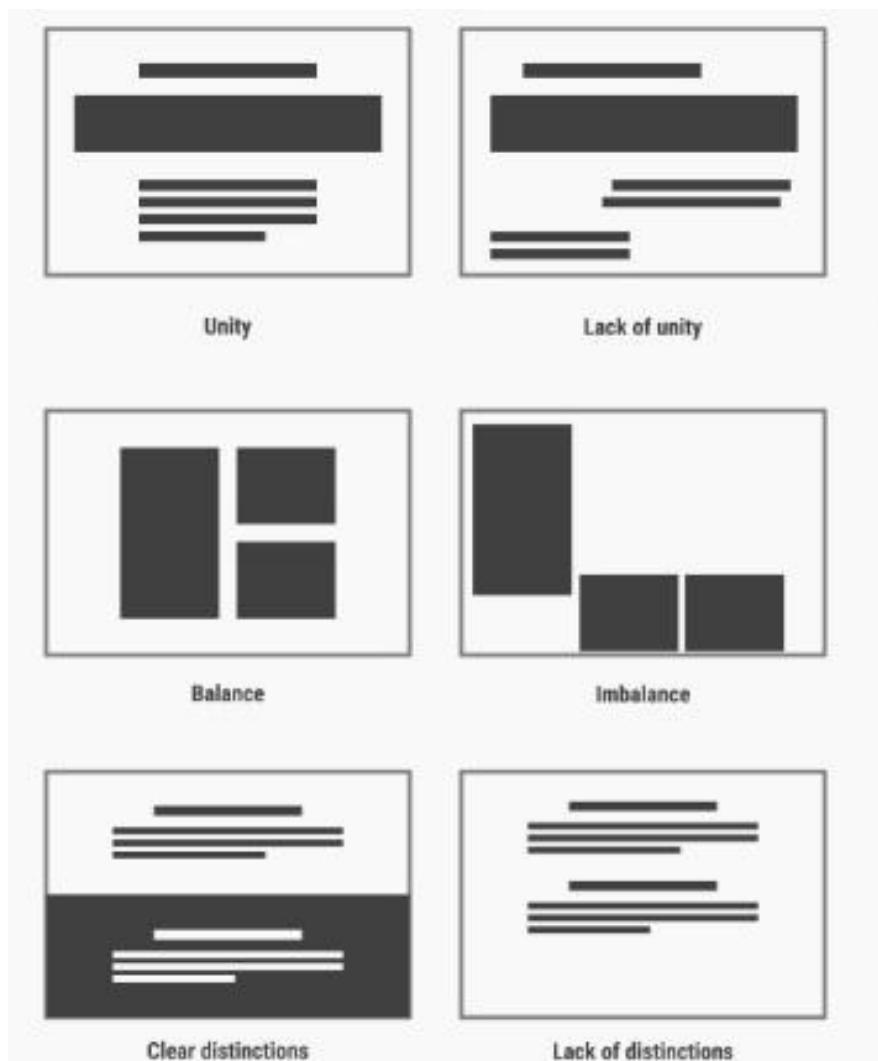 Unity
Lack of unity
Balance
Imbalance
Clear distinctions
Lack of distinctions